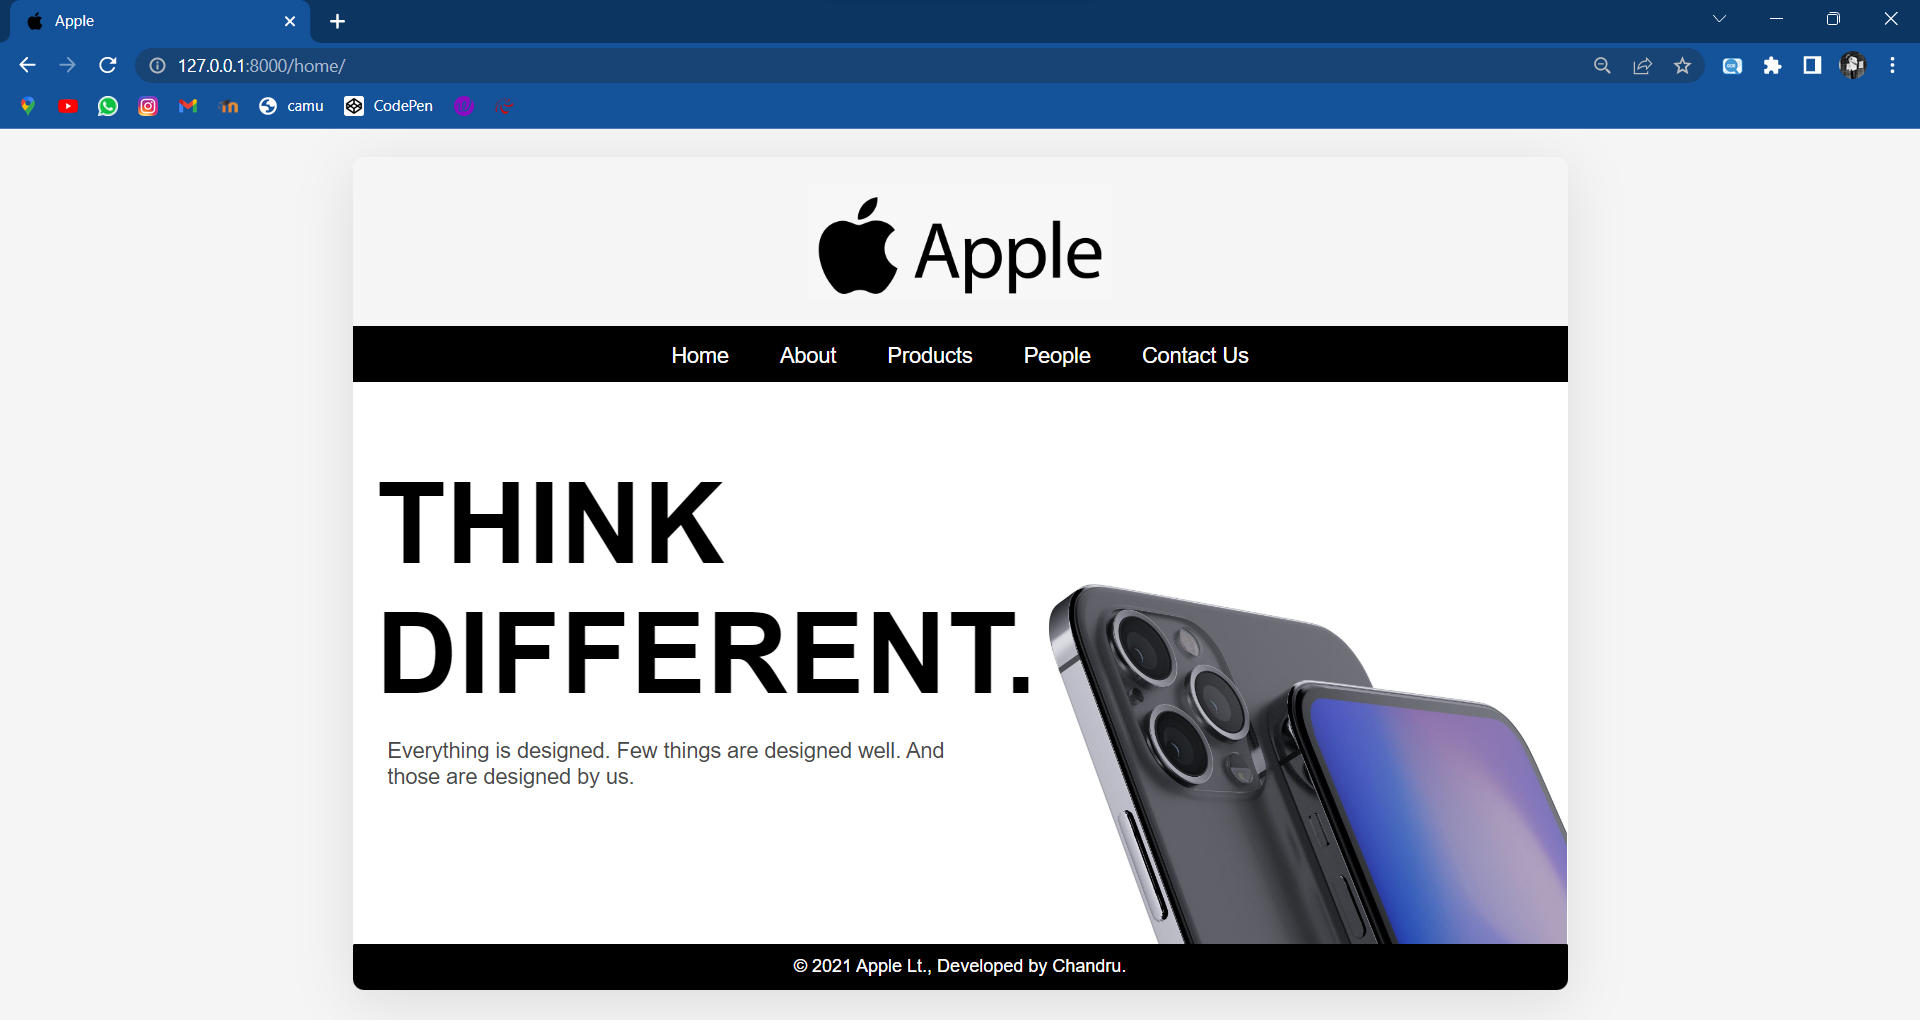 Apple
127.0.0.1:8000/home/
camu
CodePen
Apple
Home About Products People Contact Us
THINK
DIFFERENT.
Everything is designed. Few things are designed well. And
those are designed by us.
© 2021 Apple Lt., Developed by Chandru.